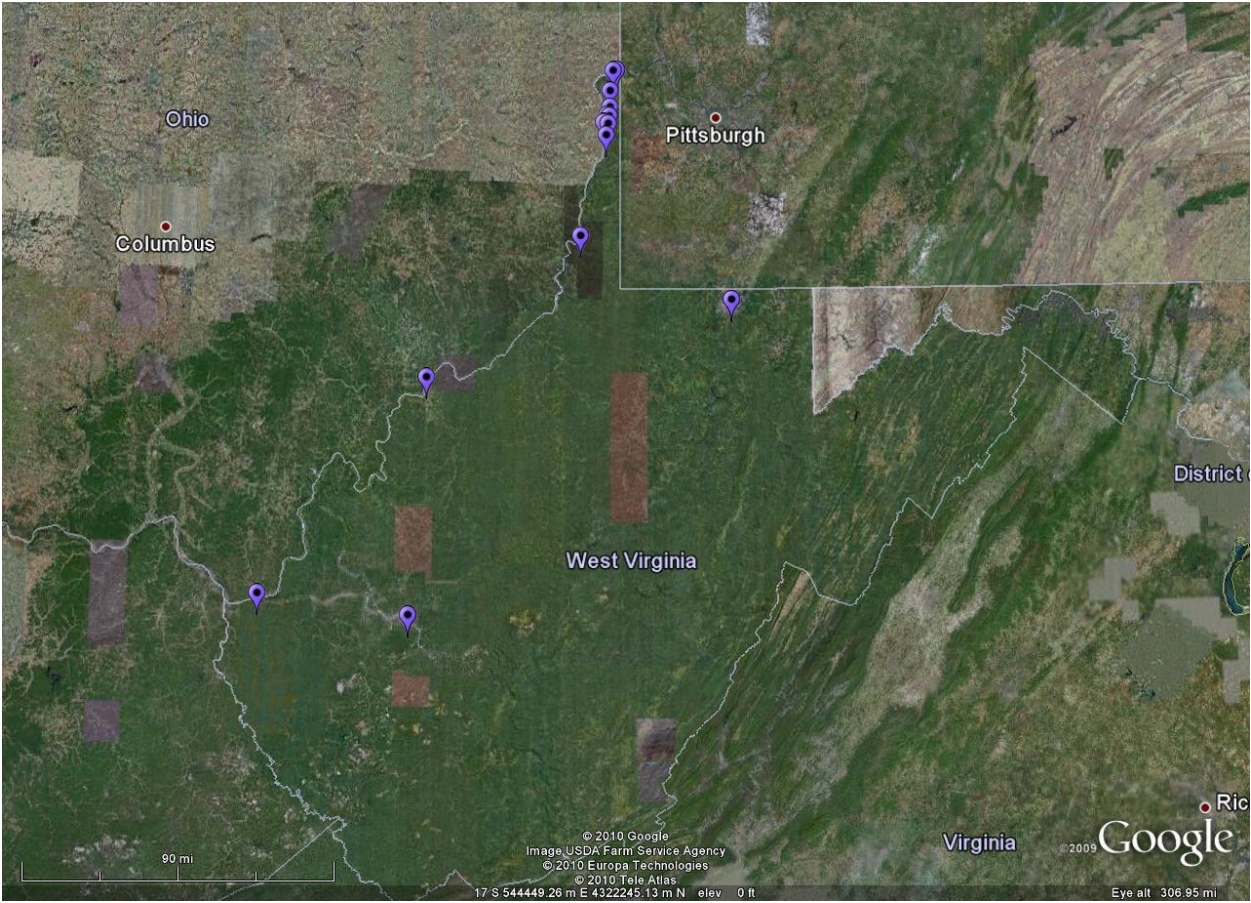 Ohio
Pittsburgh
Columbus
District
West Virginia
Ric
Virginia
©2009 Google
90 mi
© 2010 Google
Image USDA Farm Service Agency
© 2010 Europa Technologies
© 2010 Tele Atlas
17 S 544449.26 m E 4322245.13 m N elev 0 ft
Eye alt 306.95 mi